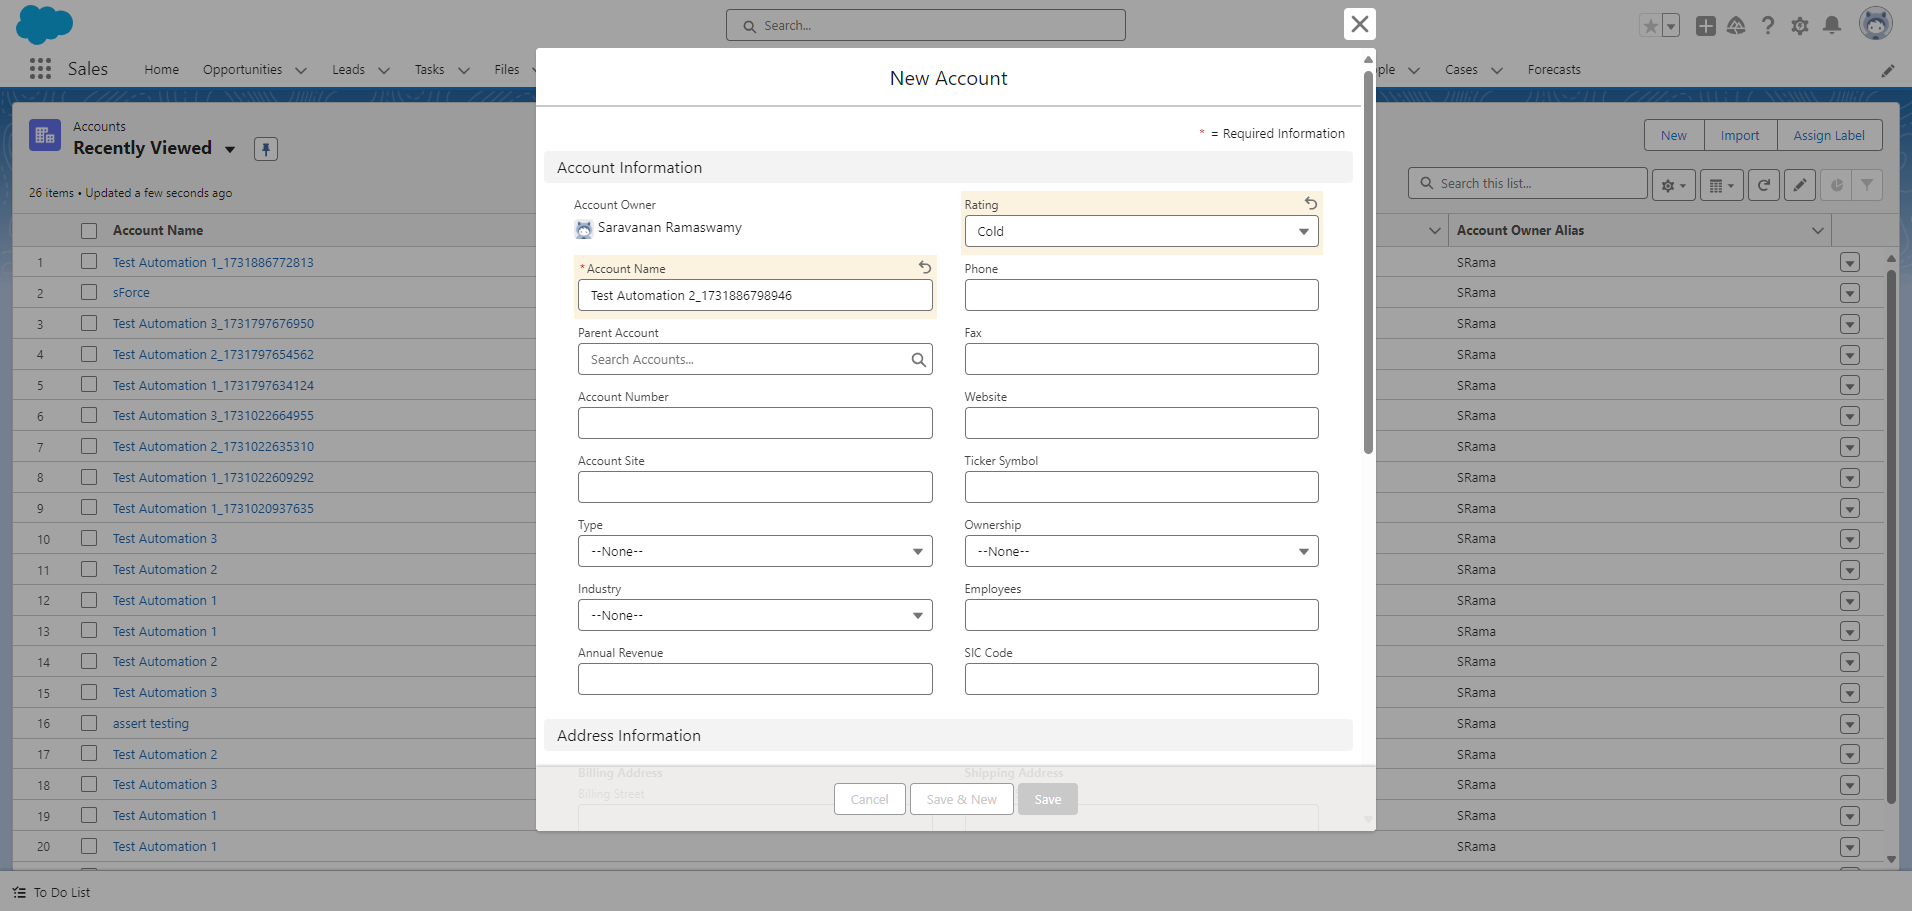 Search...
Sales
Home
Opportunities
Leads
Tasks
Files
ple
Cases
Forecasts
Accounts
Recently Viewed
26 items • Updated a few seconds ago
New
Import
Assign Label
Search this list...
Account Name
Account Owner Alias
1 Test Automation 1_1731886772813 SRama
2 sForce SRama
3 Test Automation 3_1731797676950 SRama
4 Test Automation 2_1731797654562 SRama
5 Test Automation 1_1731797634124 SRama
6 Test Automation 3_1731022664955 SRama
7 Test Automation 2_1731022635310 SRama
8 Test Automation 1_1731022609292 SRama
9 Test Automation 1_1731020937635 SRama
10 Test Automation 3 SRama
11 Test Automation 2 SRama
12 Test Automation 1 SRama
13 Test Automation 1 SRama
14 Test Automation 2 SRama
15 Test Automation 3 SRama
16 assert testing SRama
17 Test Automation 2 SRama
18 Test Automation 3 SRama
19 Test Automation 1 SRama
20 Test Automation 1 SRama
New Account
* = Required Information
Account Information
Account Owner
Saravanan Ramaswamy
Rating
Cold
*Account Name
Test Automation 2_1731886798946
Phone
Parent Account
Search Accounts...
Fax
Account Number
Website
Account Site
Ticker Symbol
Type
--None--
Ownership
--None--
Industry
--None--
Employees
Annual Revenue
SIC Code
Address Information
Billing Address
Shipping Address
Billing Street
Cancel
Save & New
Save
To Do List